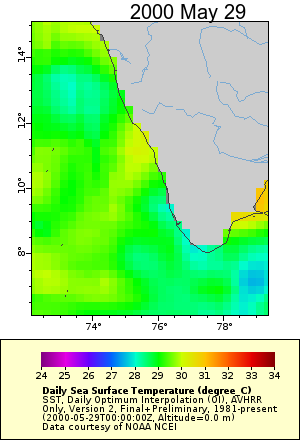 2000 May 29
14°
12°
10°
8°
74°
76°
78°
24 25 26 27 28 29 30 31 32 33 34
Daily Sea Surface Temperature (degree_C)
SST, Daily Optimum Interpolation (OI), AVHRR
Only, Version 2, Final+Preliminary, 1981-present
(2000-05-29T00:00:00Z, Altitude=0.0 m)
Data courtesy of NOAA NCEI